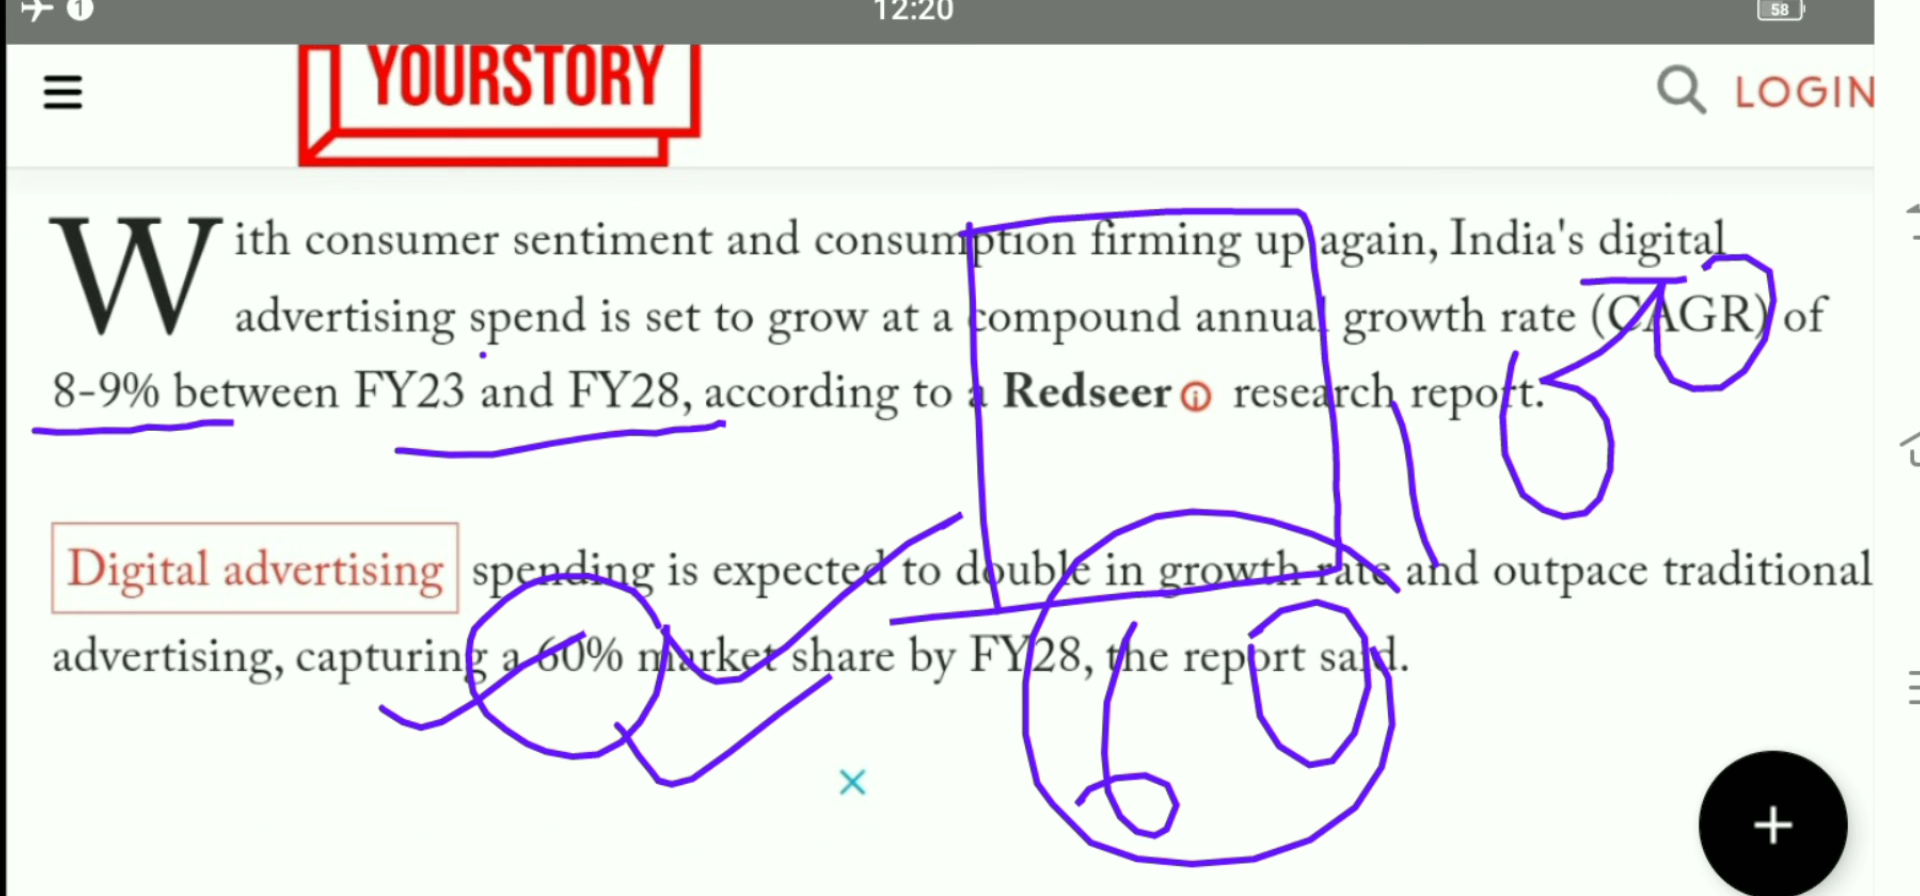 1 12:20 58
YOURSTORY
LOGIN
With consumer sentiment and consumption firming up again, India's digital
advertising spend is set to grow at a compound annual growth rate (CAGR) of
8-9% between FY23 and FY28, according to a Redseer research report.
Digital advertising spending is expected to double in growth rate and outpace traditional
advertising, capturing a 60% market share by FY28, the report said.
60